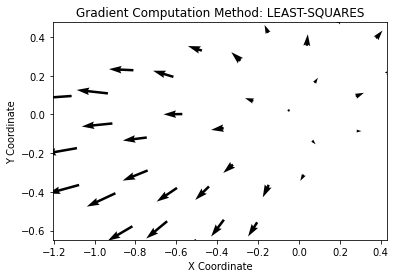 Gradient Computation Method: LEAST-SQUARES
0.4
0.2
0.0
−0.2
−0.4
−0.6
Y Coordinate
−1.2 −1.0 −0.8 −0.6 −0.4 −0.2 0.0 0.2 0.4
X Coordinate